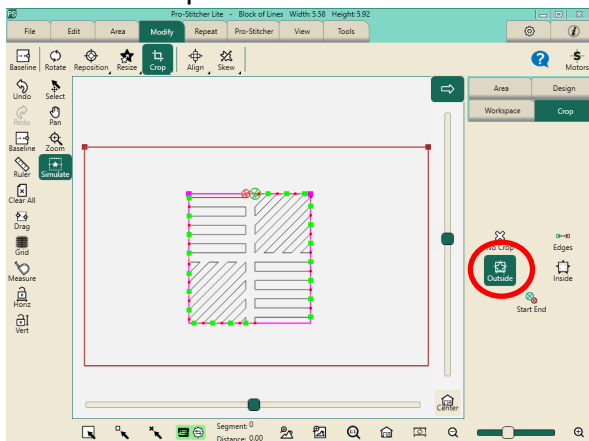 PS Pro-Stitcher Lite - Block of Lines Width: 5.58 Height: 5.92
File Edit Area Modify Repeat Pro-Stitcher View Tools
Baseline Rotate Reposition Resize Crop Align Skew ? -S- Motors
Undo Select
Redo Pan
Baseline Zoom
Ruler Simulate
Clear All
Drag
Grid
Measure
Horiz
Vert
Area Design
Workspace Crop
No Crop Edges
Outside Inside
Start End
Center
Segment: 0
Distance: 0.00
1:1